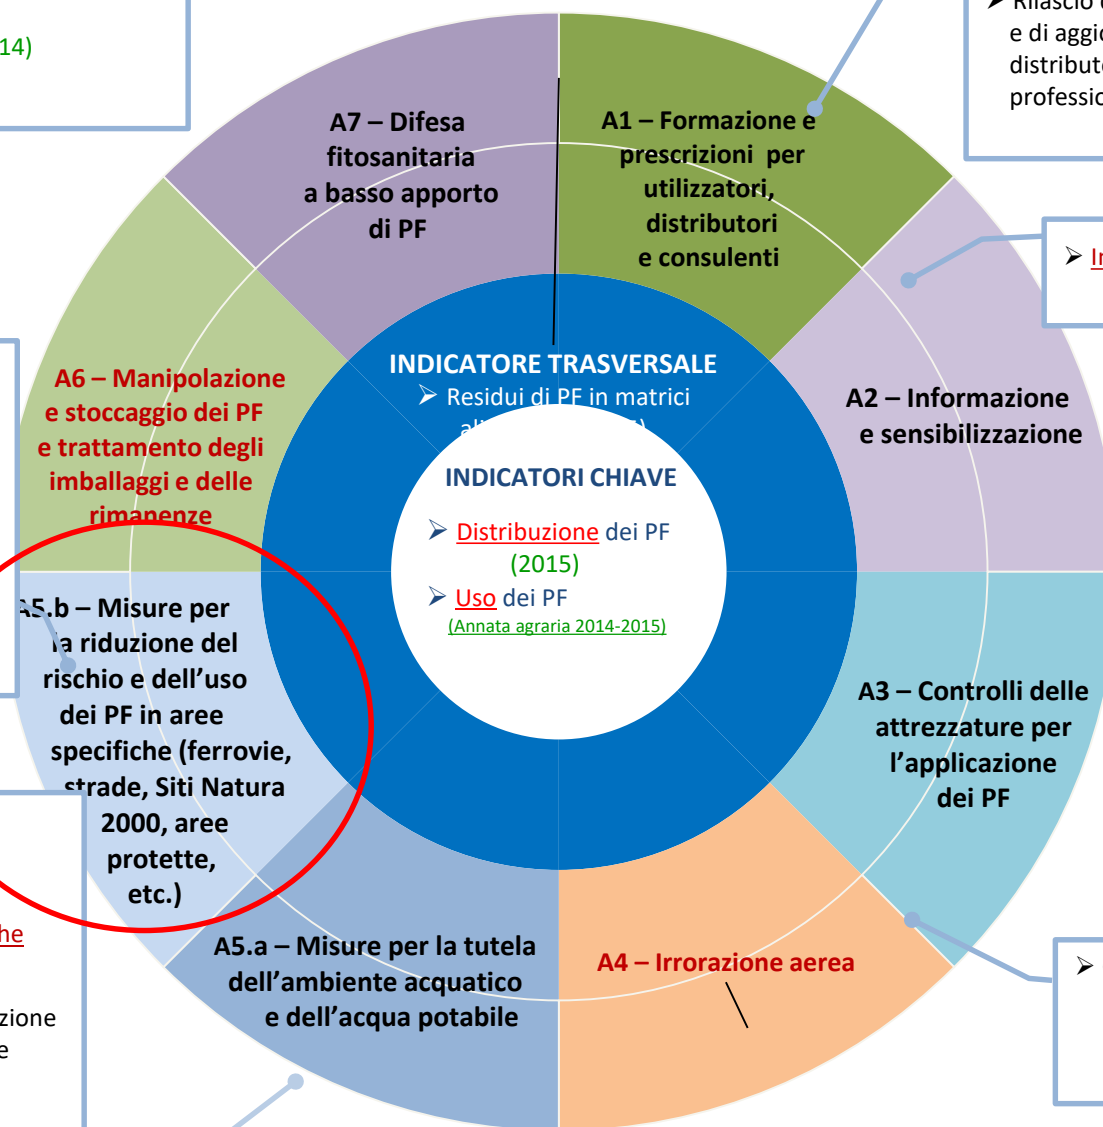 14)
Rilascio
e di
professio
A7 – Difesa
fitosanitaria
a basso apporto
di PF
A1 – Formazione e
prescrizioni per
utilizzatori,
distributori
e consulenti
A2 – Informazione
e sensibilizzazione
A3 – Controlli delle
attrezzature per
l'applicazione
dei PF
A4 – Irrorazione aerea
A5.a – Misure per la tutela
dell'ambiente acquatico
e dell'acqua potabile
A5.b – Misure per
la riduzione del
rischio e dell'uso
dei PF in aree
specifiche (ferrovie,
strade, Siti Natura
2000, aree
protette,
etc.)
A6 – Manipolazione
e stoccaggio dei PF
e trattamento degli
imballaggi e delle
rimanenze
INDICATORE TRASVERSALE
➢ Residui di PF in matrici
INDICATORI CHIAVE
➢ Distribuzione dei PF
(2015)
➢ Uso dei PF
(Annata agraria 2014-2015)
he
zione
e